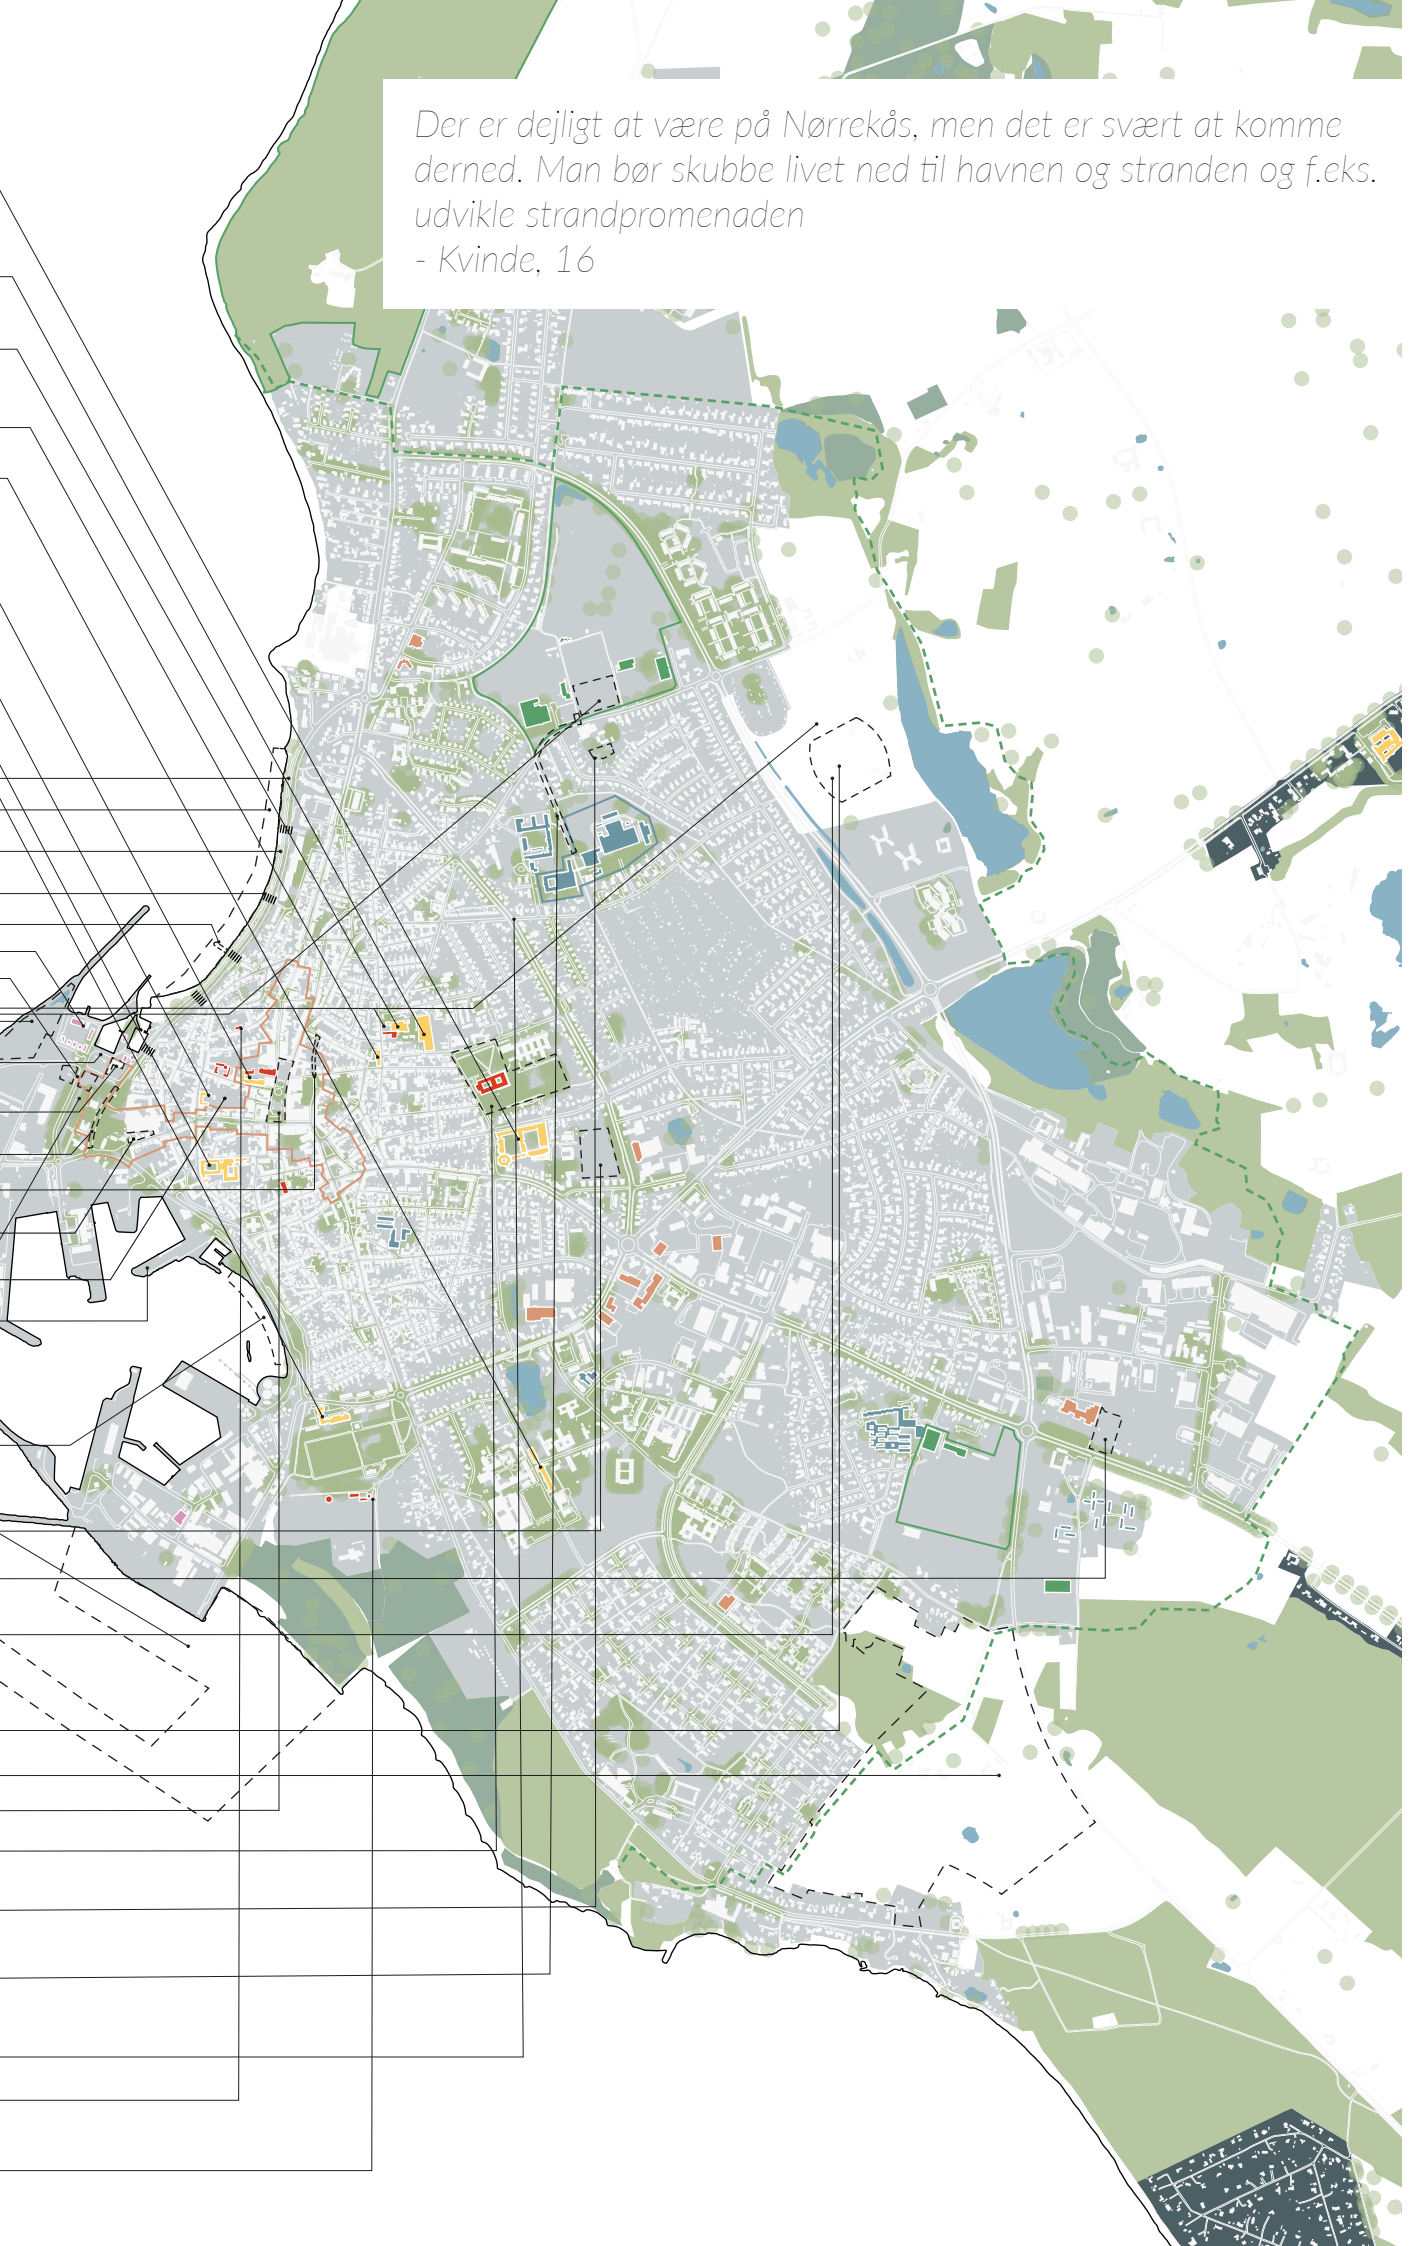 Der er dejligt at være på Nørrekås, men det er svært at komme
derned. Man bør skubbe livet ned til havnen og stranden og f.eks.
udvikle strandpromenaden
- Kvinde, 16